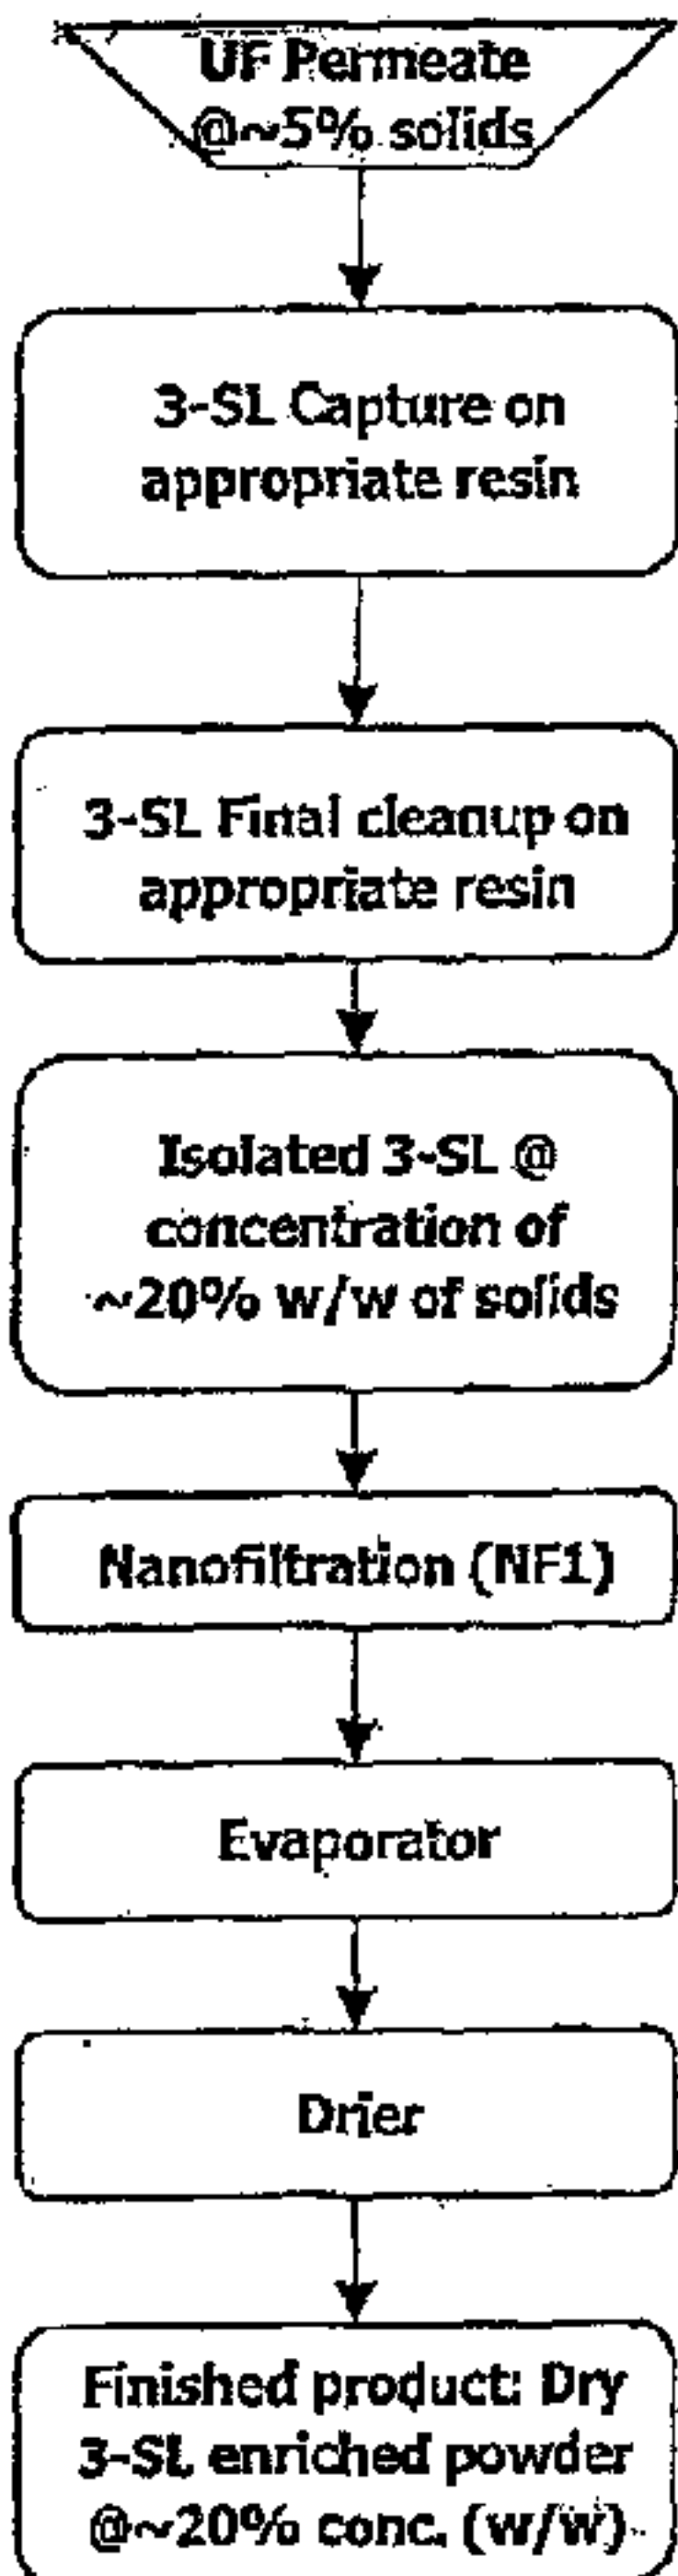 UF Permeate
@~5% solids
3-SL Capture on
appropriate resin
3-SL Final cleanup on
appropriate resin
Isolated 3-SL @
concentration of
~20% w/w of solids
Nanofiltration (NF1)
Evaporator
Drier
Finished product: Dry
3-SL enriched powder
@~20% conc. (w/w)